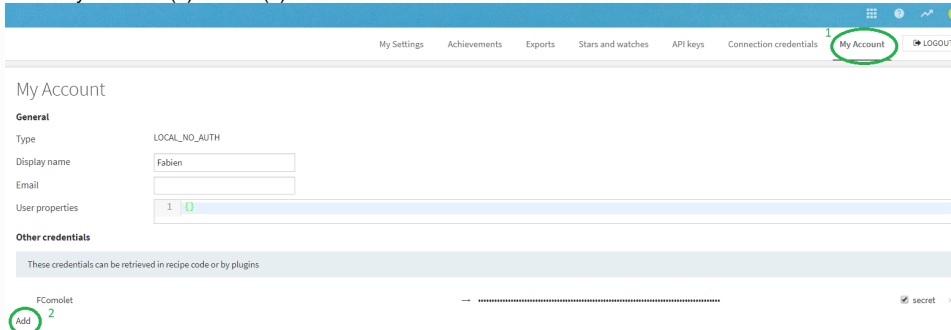 My Settings Achievements Exports Stars and watches API keys Connection credentials 1 My Account LOGOUT
My Account
General
Type LOCAL_NO_AUTH
Display name Fabien
Email
User properties 1 {}
Other credentials
These credentials can be retrieved in recipe code or by plugins
FComolet → secret
Add 2